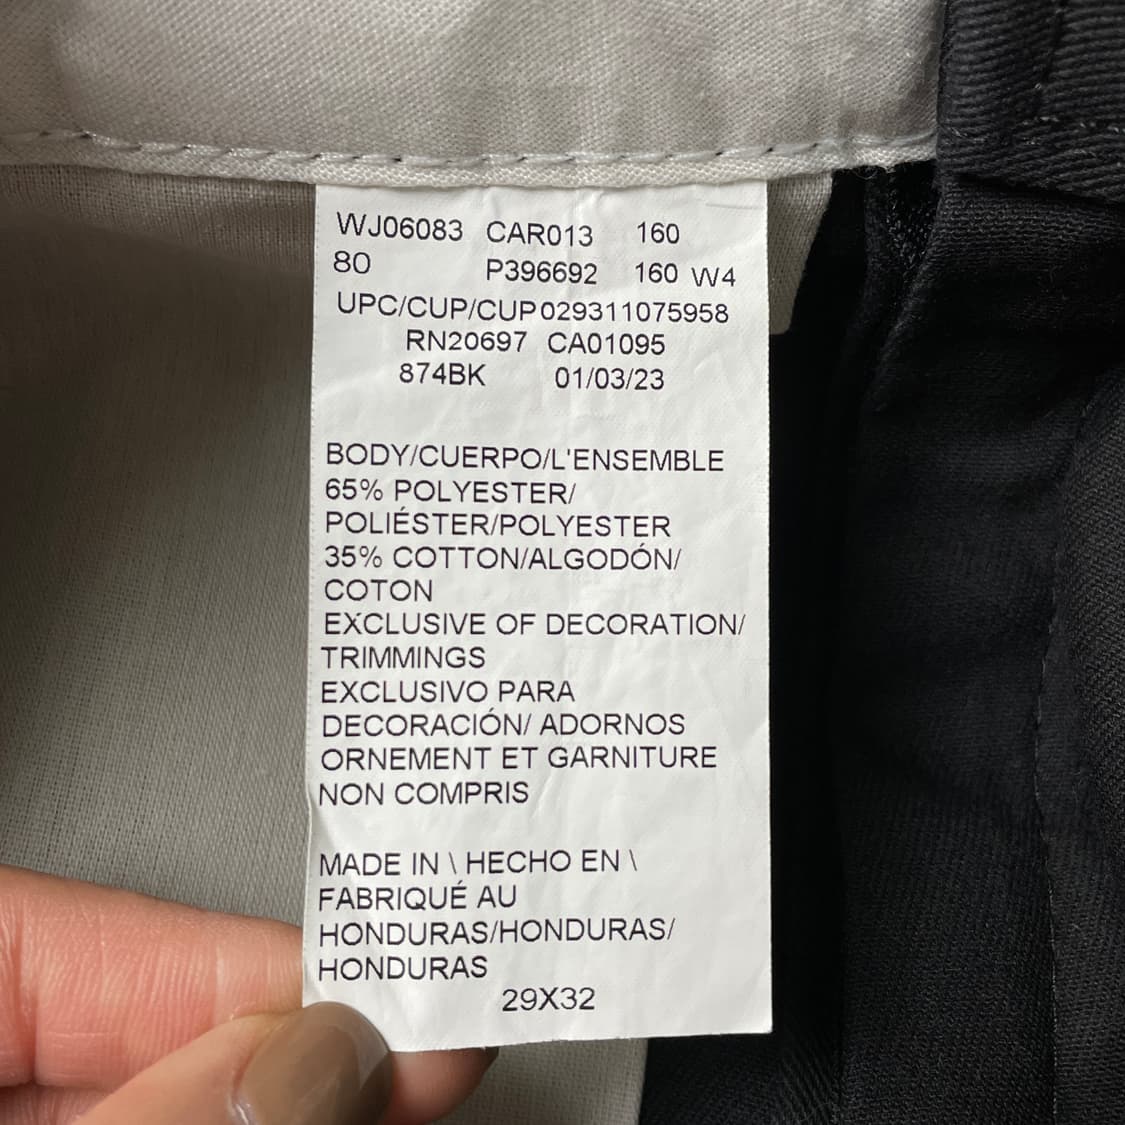 WJ06083 CAR013 160
80 P396692 160 W4
UPC/CUP/CUP029311075958
RN20697 CA01095
874BK 01/03/23
BODY/CUERPO/L'ENSEMBLE
65% POLYESTER/
POLIÉSTER/POLYESTER
35% COTTON/ALGODÓN/
COTON
EXCLUSIVE OF DECORATION/
TRIMMINGS
EXCLUSIVO PARA
DECORACIÓN/ ADORNOS
ORNEMENT ET GARNITURE
NON COMPRIS
MADE IN \ HECHO EN \
FABRIQUÉ AU
HONDURAS/HONDURAS/
HONDURAS
29X32